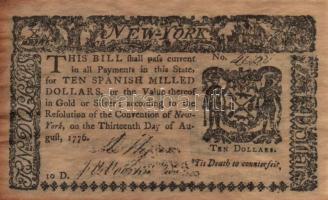 NEW-YORK
No.
THIS BILL shall pass current
in all Payments in this State,
for TEN SPANISH MILLED
DOLLARS, or the Value thereof
in Gold or Silver; according to the
Resolution of the Convention of New-
York, on the Thirteenth Day of Au-
gust, 1776.
TEN DOLLARS.
'Tis Death to counterfeit.
10 D.